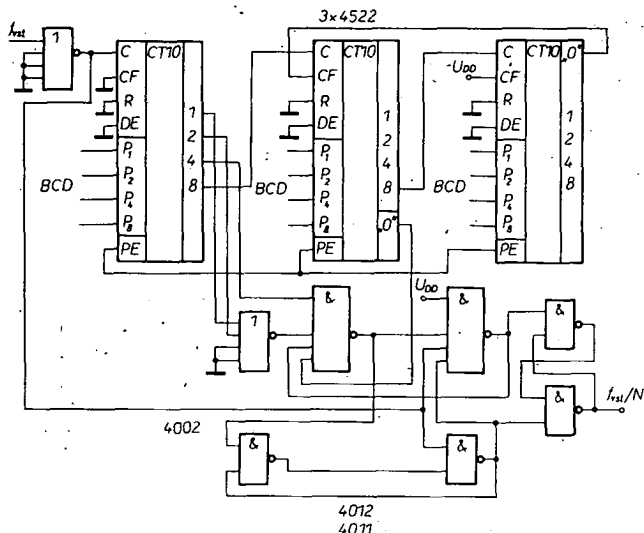 3×4522
f_vst
1
C
CT10
CF
R
DE
P1
P2
P4
P8
PE
BCD
1
2
4
8
C
CT10
CF
R
DE
P1
P2
P4
P8
PE
BCD
1
2
4
8
„0"
-U_DD
C
CT10
„0"
CF
R
DE
P1
P2
P4
P8
PE
BCD
1
2
4
8
U_DD
1
&
&
&
&
f_vst/N
4002
&
&
4012
4011